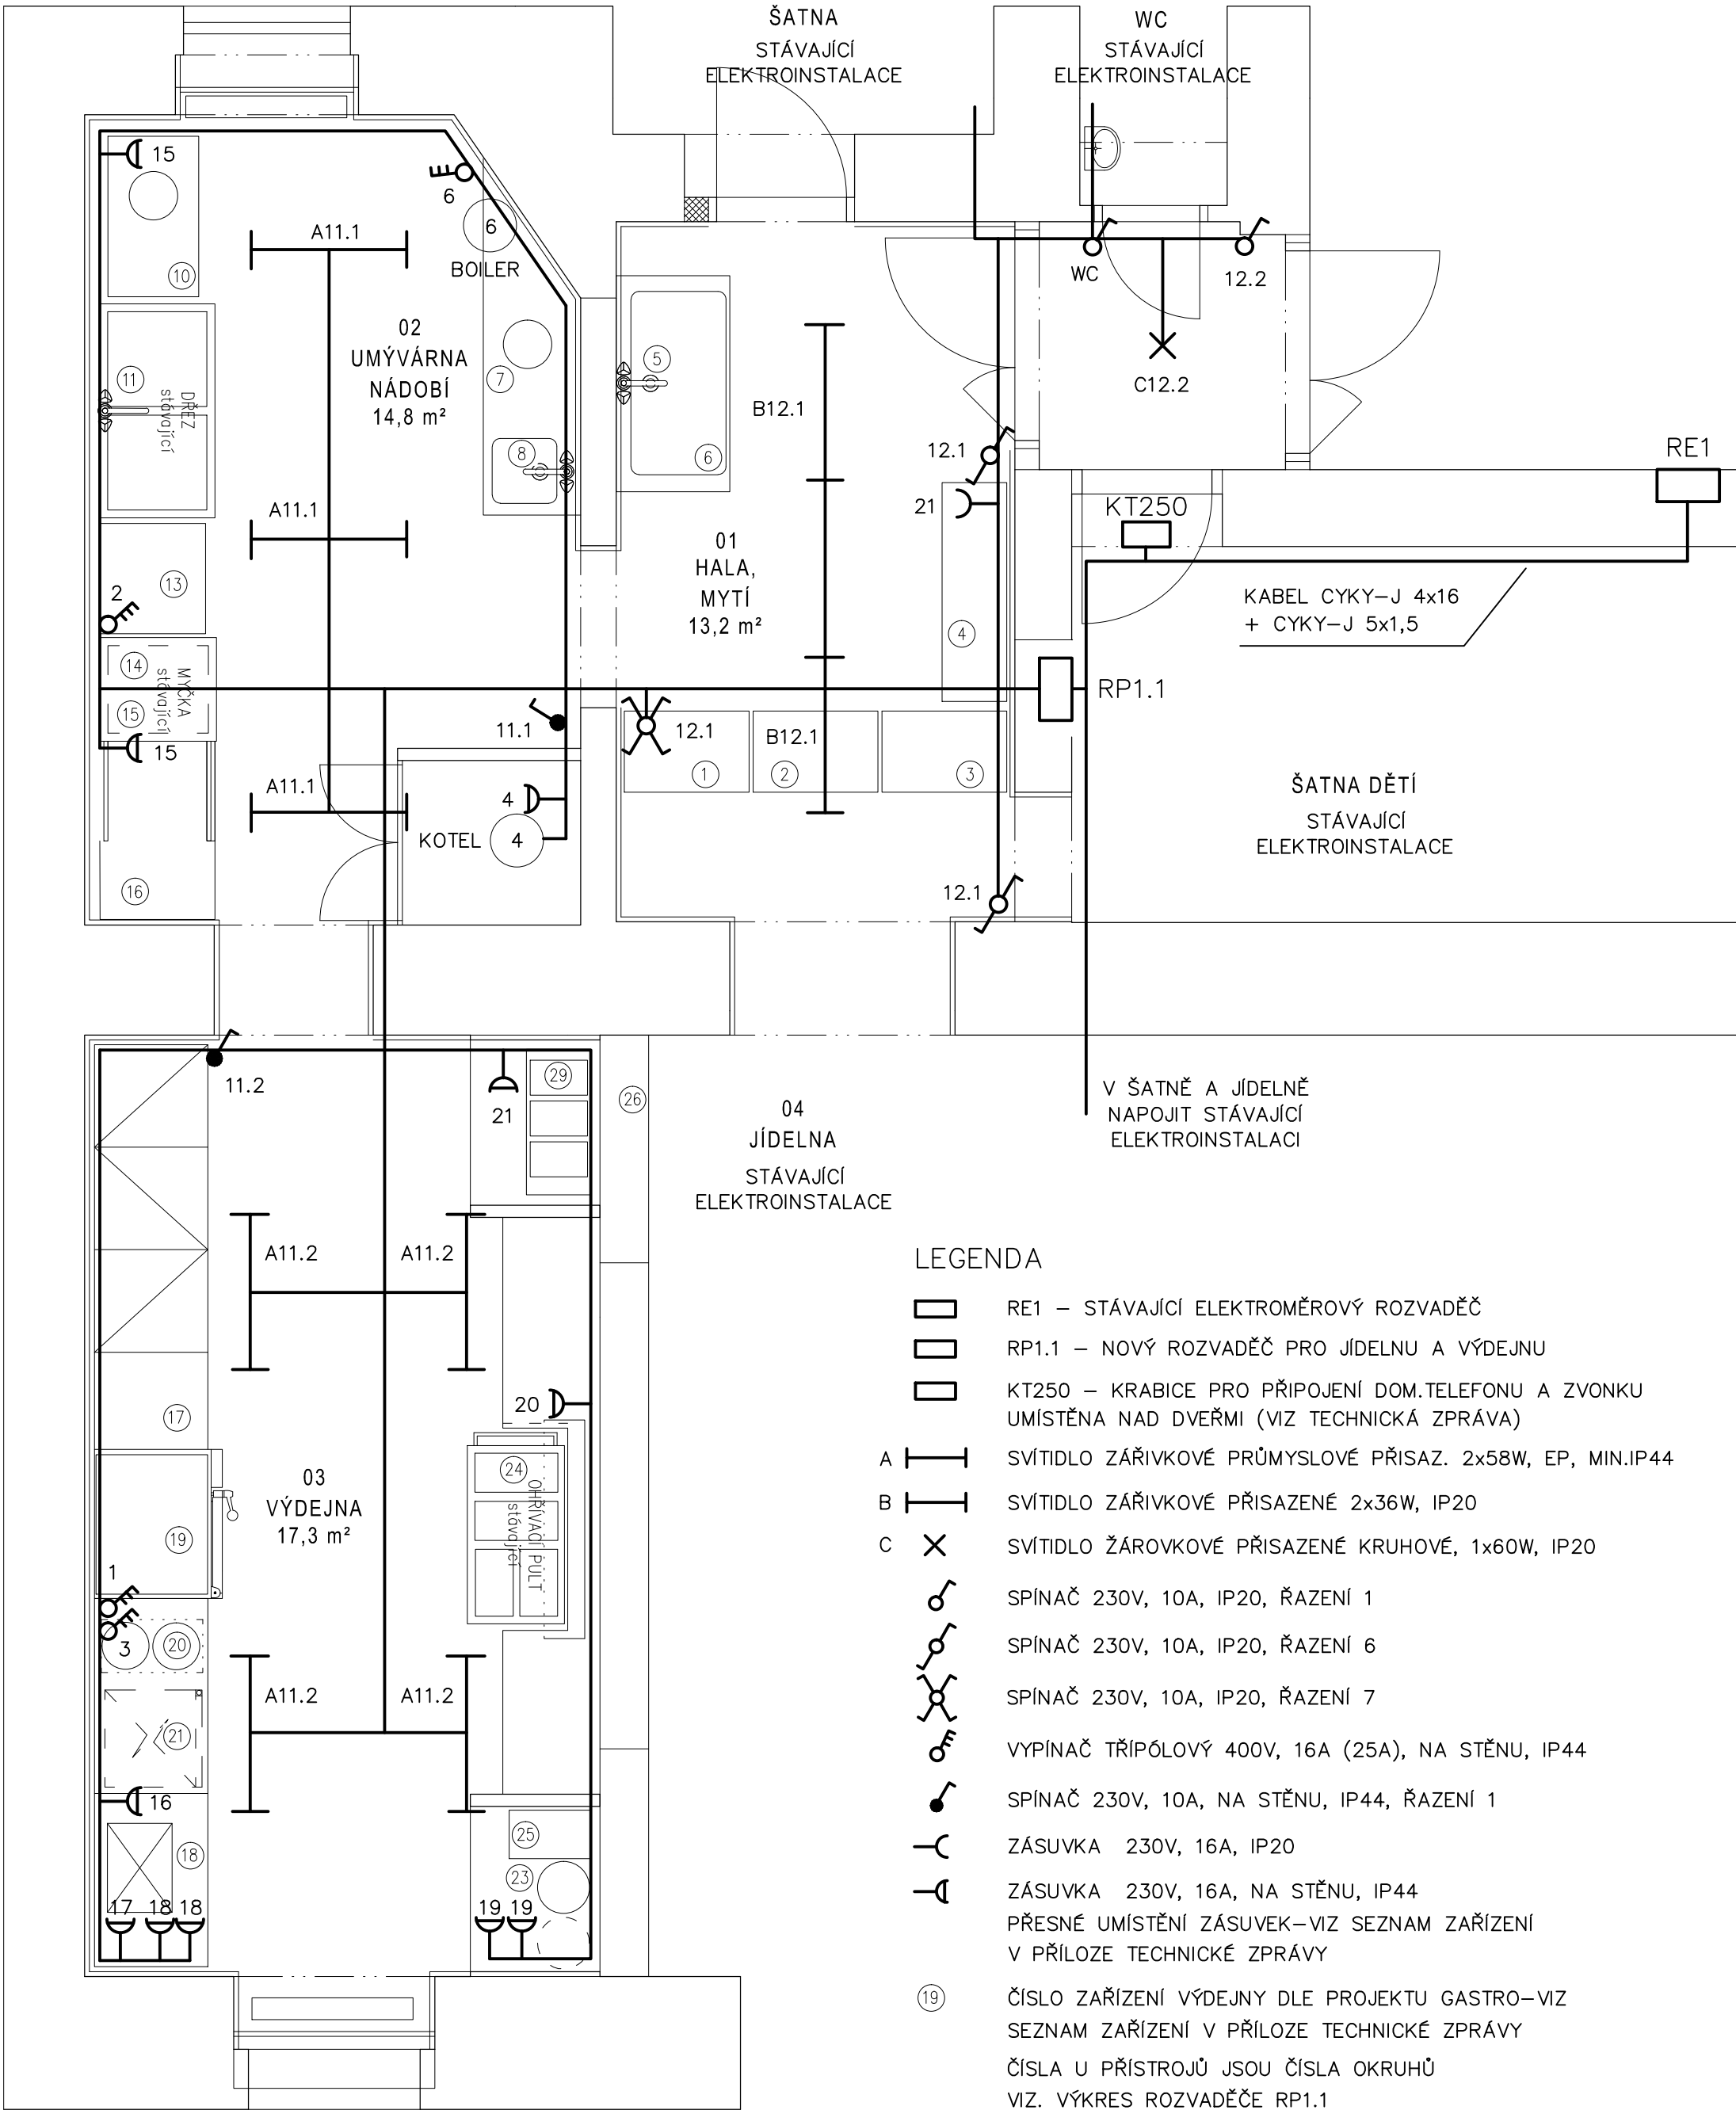 ŠATNA
STÁVAJÍCÍ
ELEKTROINSTALACE
WC
STÁVAJÍCÍ
ELEKTROINSTALACE
15
6
6
BOILER
A11.1
10
02
UMÝVÁRNA
NÁDOBÍ
14,8 m²
11
DŘEZ
stávající
7
8
A11.1
13
2
14
MYČKA
stávající
15
15
A11.1
16
11.1
4
KOTEL
4
5
6
B12.1
01
HALA,
MYTÍ
13,2 m²
12.1
B12.1
1
2
3
4
12.1
21
12.1
WC
12.2
C12.2
RE1
KT250
KABEL CYKY-J 4x16
+ CYKY-J 5x1,5
RP1.1
ŠATNA DĚTÍ
STÁVAJÍCÍ
ELEKTROINSTALACE
V ŠATNĚ A JÍDELNĚ
NAPOJIT STÁVAJÍCÍ
ELEKTROINSTALACI
04
JÍDELNA
STÁVAJÍCÍ
ELEKTROINSTALACE
11.2
21
29
26
A11.2
A11.2
17
20
03
VÝDEJNA
17,3 m²
24
OHŘÍVACÍ PULT
stávající
19
1
3
20
A11.2
A11.2
21
16
18
25
23
17
18
18
19
19
LEGENDA
RE1 – STÁVAJÍCÍ ELEKTROMĚROVÝ ROZVADĚČ
RP1.1 – NOVÝ ROZVADĚČ PRO JÍDELNU A VÝDEJNU
KT250 – KRABICE PRO PŘIPOJENÍ DOM.TELEFONU A ZVONKU
UMÍSTĚNA NAD DVEŘMI (VIZ TECHNICKÁ ZPRÁVA)
A SVÍTIDLO ZÁŘIVKOVÉ PRŮMYSLOVÉ PŘISAZ. 2x58W, EP, MIN.IP44
B SVÍTIDLO ZÁŘIVKOVÉ PŘISAZENÉ 2x36W, IP20
C SVÍTIDLO ŽÁROVKOVÉ PŘISAZENÉ KRUHOVÉ, 1x60W, IP20
SPÍNAČ 230V, 10A, IP20, ŘAZENÍ 1
SPÍNAČ 230V, 10A, IP20, ŘAZENÍ 6
SPÍNAČ 230V, 10A, IP20, ŘAZENÍ 7
VYPÍNAČ TŘÍPÓLOVÝ 400V, 16A (25A), NA STĚNU, IP44
SPÍNAČ 230V, 10A, NA STĚNU, IP44, ŘAZENÍ 1
ZÁSUVKA 230V, 16A, IP20
ZÁSUVKA 230V, 16A, NA STĚNU, IP44
PŘESNÉ UMÍSTĚNÍ ZÁSUVEK–VIZ SEZNAM ZAŘÍZENÍ
V PŘÍLOZE TECHNICKÉ ZPRÁVY
19 ČÍSLO ZAŘÍZENÍ VÝDEJNY DLE PROJEKTU GASTRO–VIZ
SEZNAM ZAŘÍZENÍ V PŘÍLOZE TECHNICKÉ ZPRÁVY
ČÍSLA U PŘÍSTROJŮ JSOU ČÍSLA OKRUHŮ
VIZ. VÝKRES ROZVADĚČE RP1.1